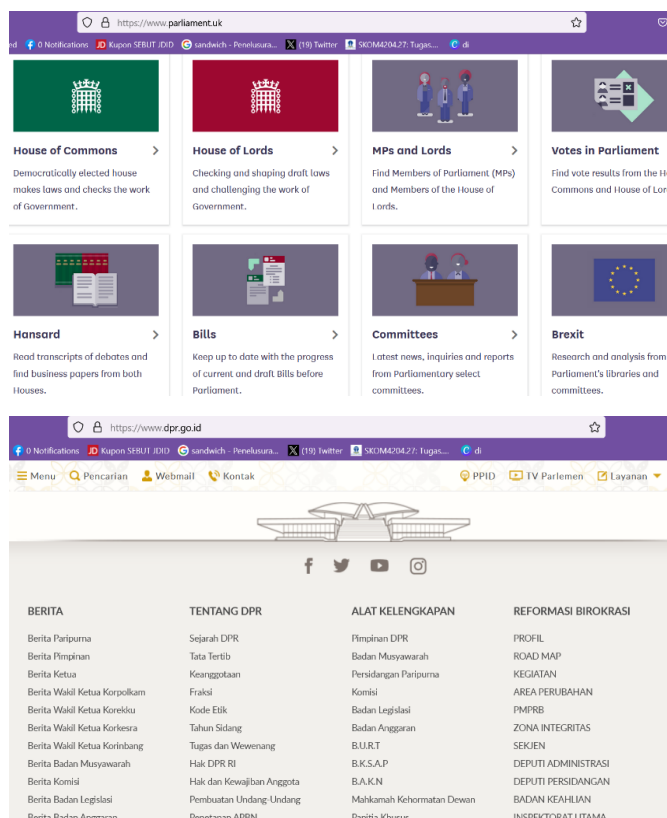 https://www.parliament.uk
0 Notifications
JD Kupon SEBUT JDID
sandwich - Penelusura...
(19) Twitter
SKOM4204.27: Tugas....
di
House of Commons
Democratically elected house
makes laws and checks the work
of Government.
House of Lords
Checking and shaping draft laws
and challenging the work of
Government.
MPs and Lords
Find Members of Parliament (MPs)
and Members of the House of
Lords.
Votes in Parliament
Find vote results from the
Commons and House of
Hansard
Read transcripts of debates and
find business papers from both
Houses.
Bills
Keep up to date with the progress
of current and draft Bills before
Parliament.
Committees
Latest news, inquiries and reports
from Parliamentary select
committees.
Brexit
Research and analysis from
Parliament's libraries and
committees.
https://www.dpr.go.id
0 Notifications
JD Kupon SEBUT JDID
sandwich - Penelusura...
(19) Twitter
SKOM4204.27: Tugas....
di
Menu
Pencarian
Webmail
Kontak
PPID
TV Parlemen
Layanan
BERITA
Berita Paripurna
Berita Pimpinan
Berita Ketua
Berita Wakil Ketua Korpolkam
Berita Wakil Ketua Korekku
Berita Wakil Ketua Korkesra
Berita Wakil Ketua Korinbang
Berita Badan Musyawarah
Berita Komisi
Berita Badan Legislasi
Berita Badan Anggaran
TENTANG DPR
Sejarah DPR
Tata Tertib
Keanggotaan
Fraksi
Kode Etik
Tahun Sidang
Tugas dan Wewenang
Hak DPR RI
Hak dan Kewajiban Anggota
Pembuatan Undang-Undang
Penetapan APBN
ALAT KELENGKAPAN
Pimpinan DPR
Badan Musyawarah
Persidangan Paripurna
Komisi
Badan Legislasi
Badan Anggaran
B.U.R.T
B.K.S.A.P
B.A.K.N
Mahkamah Kehormatan Dewan
Panitia Khusus
REFORMASI BIROKRASI
PROFIL
ROAD MAP
KEGIATAN
AREA PERUBAHAN
PMPRB
ZONA INTEGRITAS
SEKJEN
DEPUTI ADMINISTRASI
DEPUTI PERSIDANGAN
BADAN KEAHLIAN
INSPEKTORAT UTAMA